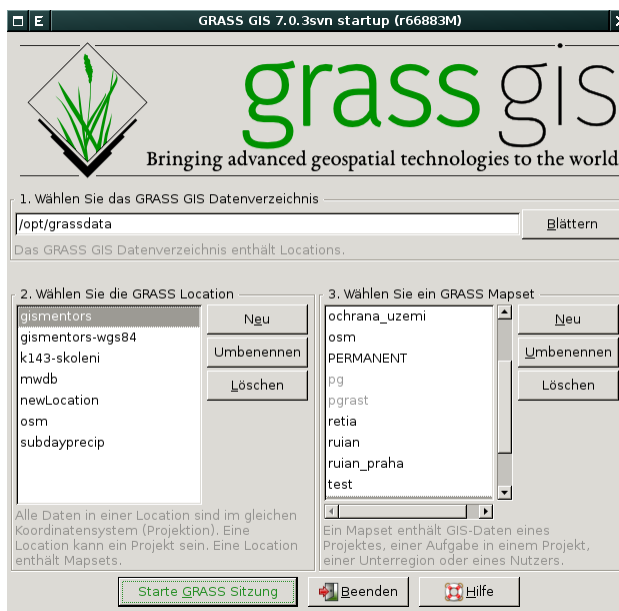 GRASS GIS 7.0.3svn startup (r66883M)
grass gis
Bringing advanced geospatial technologies to the world
1. Wählen Sie das GRASS GIS Datenverzeichnis
/opt/grassdata
Blättern
Das GRASS GIS Datenverzeichnis enthält Locations.
2. Wählen Sie die GRASS Location
gismentors
gismentors-wgs84
k143-skoleni
mwdb
newLocation
osm
subdayprecip
Neu
Umbenennen
Löschen
Alle Daten in einer Location sind im gleichen
Koordinatensystem (Projektion). Eine
Location kann ein Projekt sein. Eine Location
enthält Mapsets.
3. Wählen Sie ein GRASS Mapset
ochrana_uzemi
osm
PERMANENT
pg
pgrast
retia
ruian
ruian_praha
test
Neu
Umbenennen
Löschen
Ein Mapset enthält GIS-Daten eines
Projektes, einer Aufgabe in einem Projekt,
einer Unterregion oder eines Nutzers.
Starte GRASS Sitzung
Beenden
Hilfe